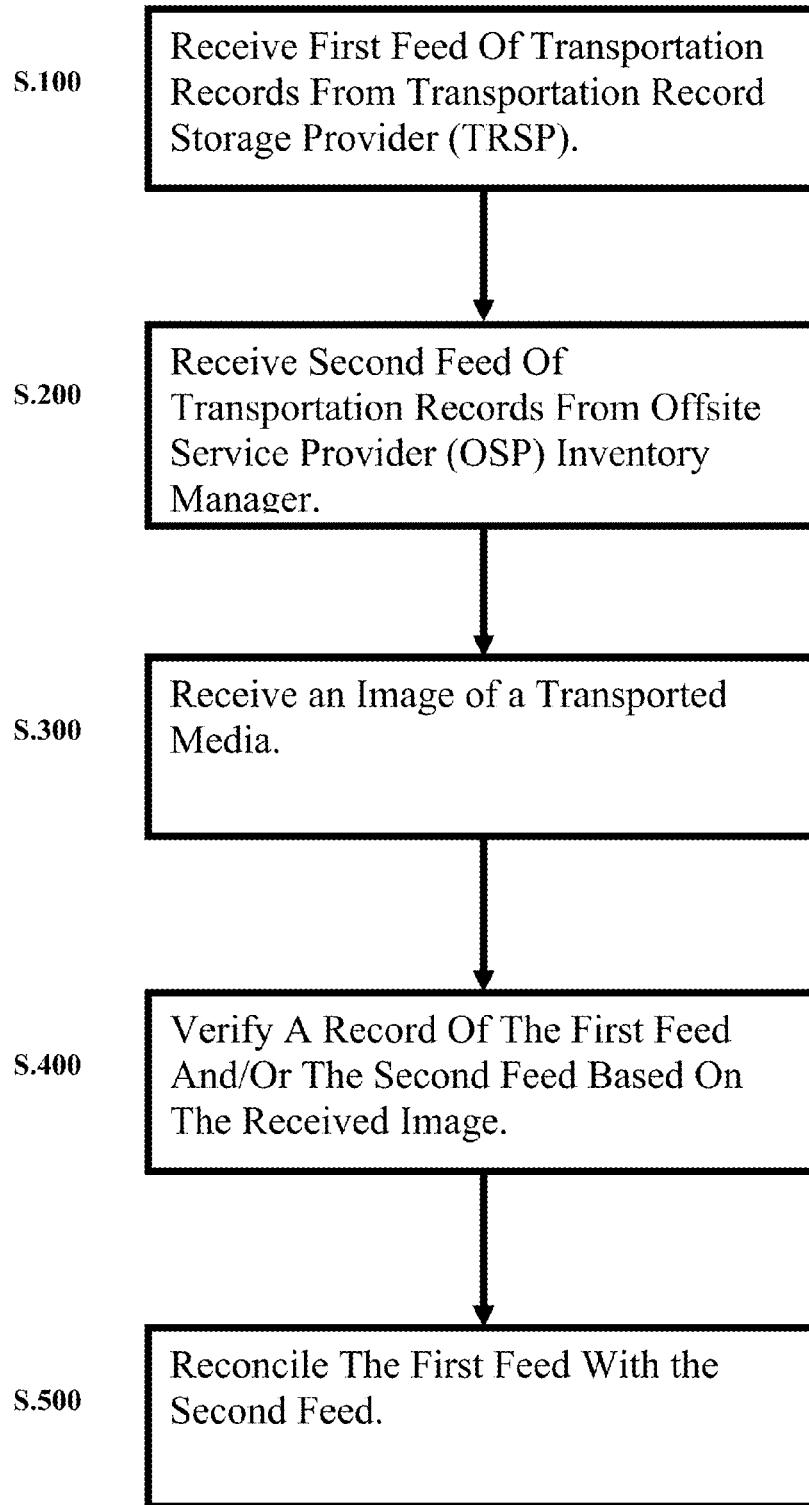 S.100
Receive First Feed Of Transportation
Records From Transportation Record
Storage Provider (TRSP).
S.200
Receive Second Feed Of
Transportation Records From Offsite
Service Provider (OSP) Inventory
Manager.
S.300
Receive an Image of a Transported
Media.
S.400
Verify A Record Of The First Feed
And/Or The Second Feed Based On
The Received Image.
S.500
Reconcile The First Feed With the
Second Feed.